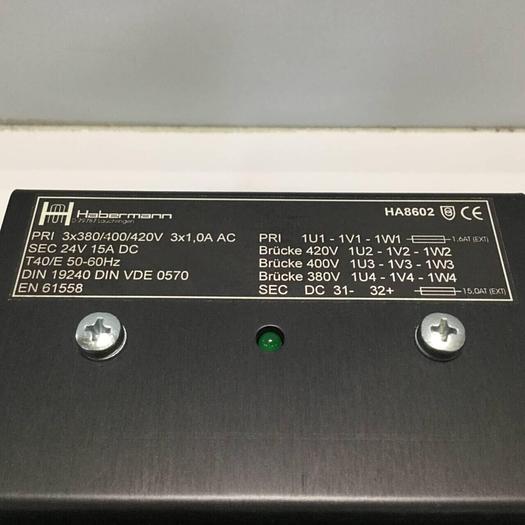 Habermann
D-79787 Lauchringen
HA8602
PRI 3x380/400/420V 3x1,0A AC
SEC 24V 15A DC
T40/E 50-60Hz
DIN 19240 DIN VDE 0570
EN 61558
PRI 1U1 - 1V1 - 1W1 1.6AT (EXT)
Brücke 420V 1U2 - 1V2 - 1W2
Brücke 400V 1U3 - 1V3 - 1W3
Brücke 380V 1U4 - 1V4 - 1W4
SEC DC 31- 32+ 15.0AT (EXT)